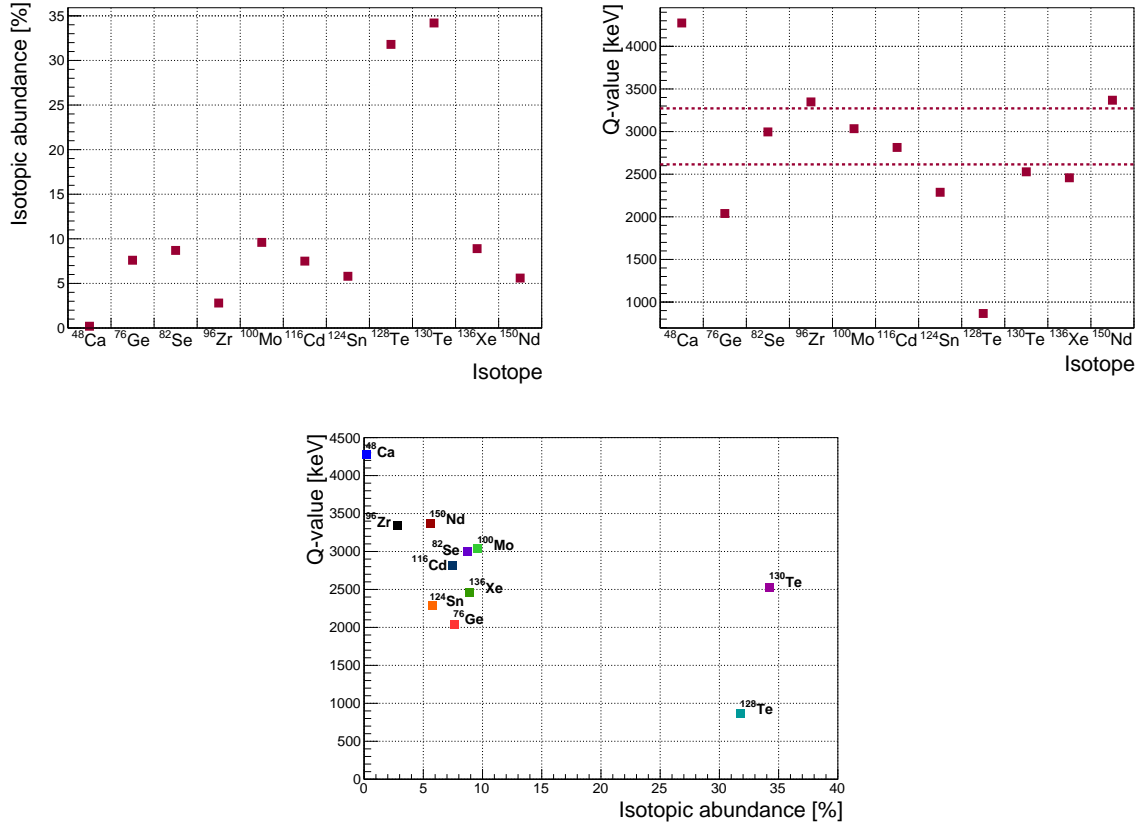 Isotopic abundance [%]
35
30
25
20
15
10
5
0
⁴⁸Ca ⁷⁶Ge ⁸²Se ⁹⁶Zr ¹⁰⁰Mo ¹¹⁶Cd ¹²⁴Sn ¹²⁸Te ¹³⁰Te ¹³⁶Xe ¹⁵⁰Nd
Isotope
Q-value [keV]
4000
3500
3000
2500
2000
1500
1000
⁴⁸Ca ⁷⁶Ge ⁸²Se ⁹⁶Zr ¹⁰⁰Mo ¹¹⁶Cd ¹²⁴Sn ¹²⁸Te ¹³⁰Te ¹³⁶Xe ¹⁵⁰Nd
Isotope
Q-value [keV]
4500
4000
3500
3000
2500
2000
1500
1000
500
0
⁴⁸Ca
⁹⁶Zr
¹⁵⁰Nd
⁸²Se
¹⁰⁰Mo
¹¹⁶Cd
¹³⁶Xe
¹³⁰Te
¹²⁴Sn
⁷⁶Ge
¹²⁸Te
0 5 10 15 20 25 30 35 40
Isotopic abundance [%]